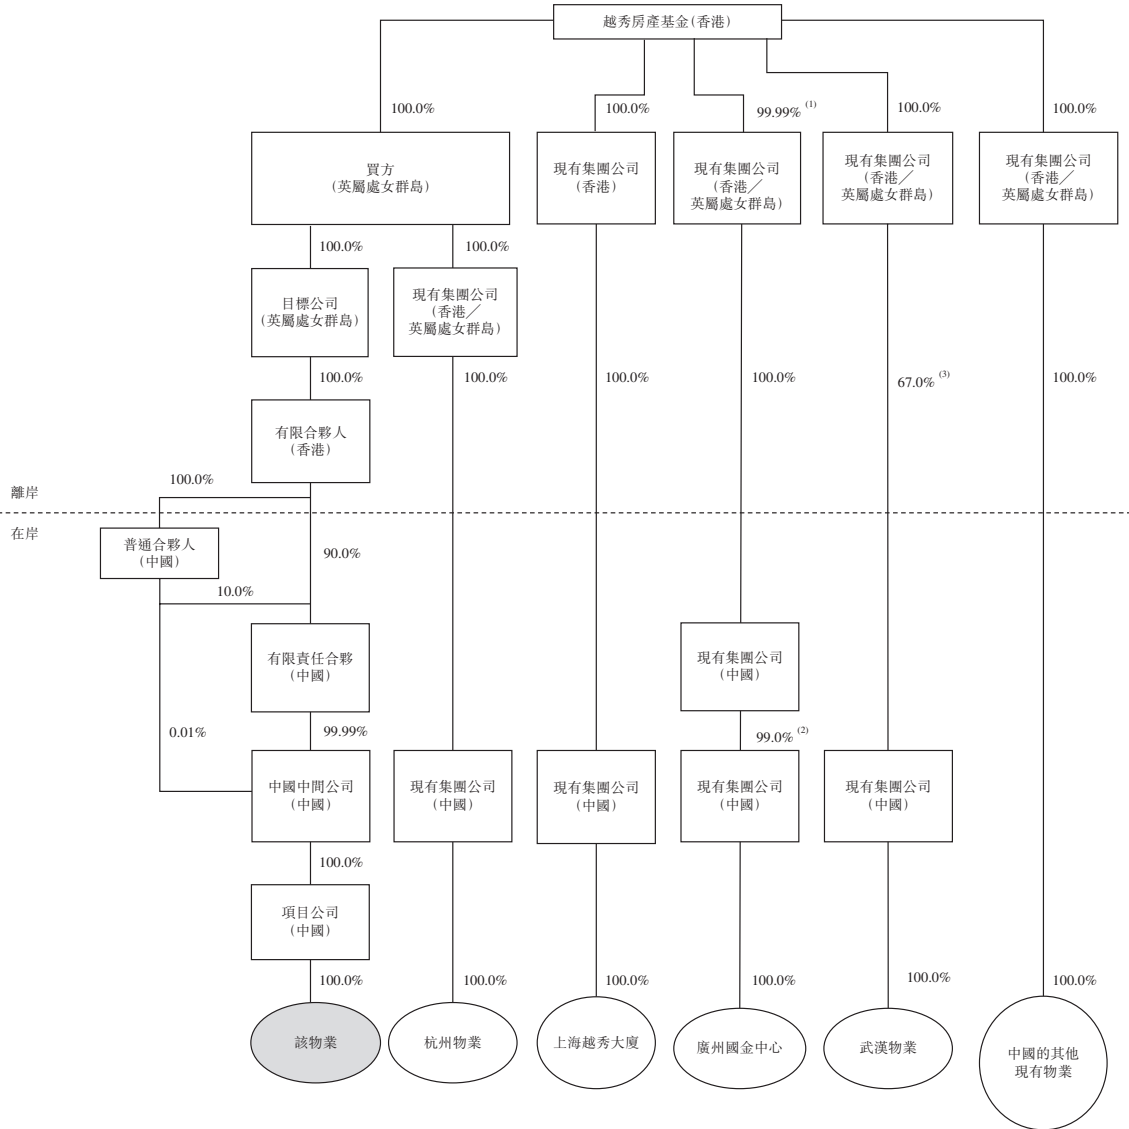 越秀房產基金(香港)
100.0%
100.0%
99.99% (1)
100.0%
100.0%
買方
(英屬處女群島)
現有集團公司
(香港)
現有集團公司
(香港／
英屬處女群島)
現有集團公司
(香港／
英屬處女群島)
現有集團公司
(香港／
英屬處女群島)
100.0%
100.0%
目標公司
(英屬處女群島)
現有集團公司
(香港／
英屬處女群島)
100.0%
100.0%
100.0%
100.0%
67.0% (3)
100.0%
有限合夥人
(香港)
100.0%
離岸
在岸
普通合夥人
(中國)
90.0%
10.0%
有限責任合夥
(中國)
現有集團公司
(中國)
0.01%
99.99%
99.0% (2)
中國中間公司
(中國)
現有集團公司
(中國)
現有集團公司
(中國)
現有集團公司
(中國)
現有集團公司
(中國)
100.0%
項目公司
(中國)
100.0%
100.0%
100.0%
100.0%
100.0%
100.0%
該物業
杭州物業
上海越秀大廈
廣州國金中心
武漢物業
中國的其他
現有物業